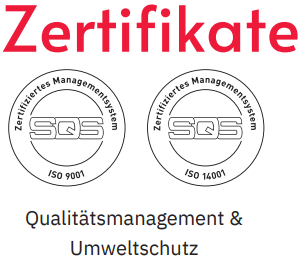 Zertifikate
Zertifiziertes Managementsystem
SQS
ISO 9001
Zertifiziertes Managementsystem
SQS
ISO 14001
Qualitätsmanagement &
Umweltschutz